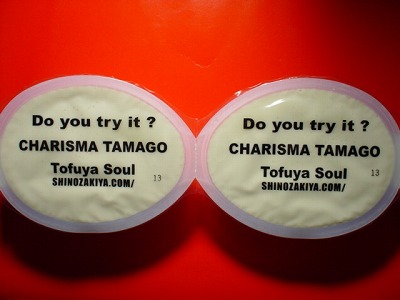 Do you try it ?
CHARISMA TAMAGO
Tofuya Soul
SHINOZAKIYA.COM/
13
Do you try it ?
CHARISMA TAMAGO
Tofuya Soul
SHINOZAKIYA.COM/
13